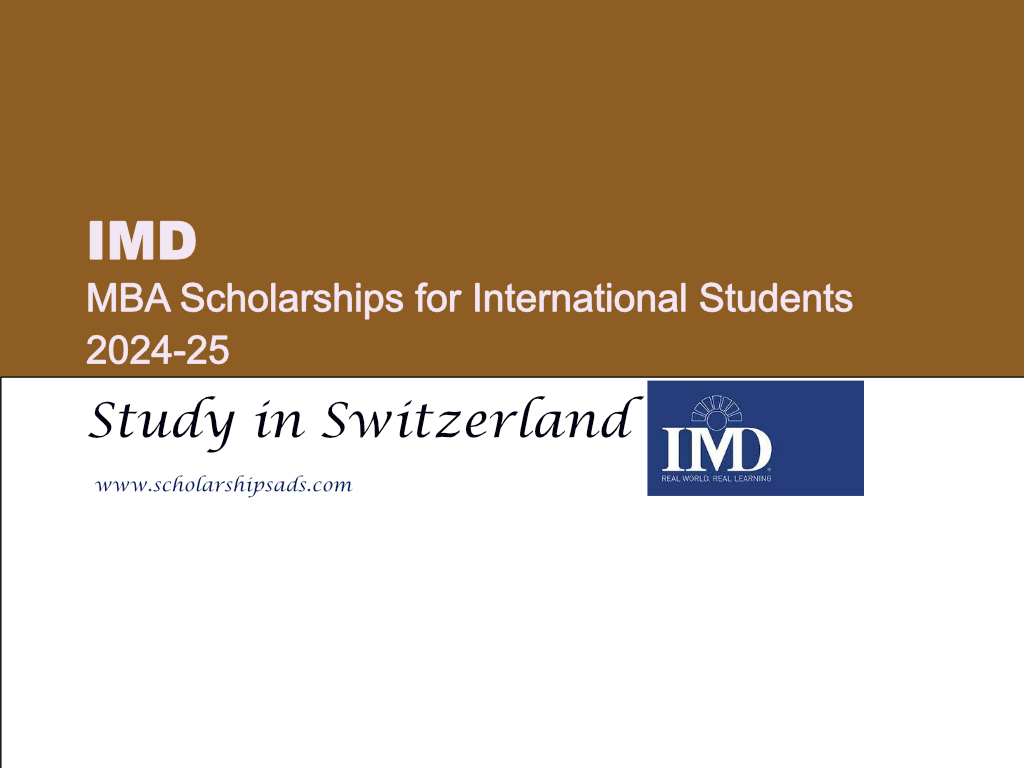 IMD
MBA Scholarships for International Students
2024-25
Study in Switzerland
www.scholarshipsads.com
IMD
REAL WORLD. REAL LEARNING